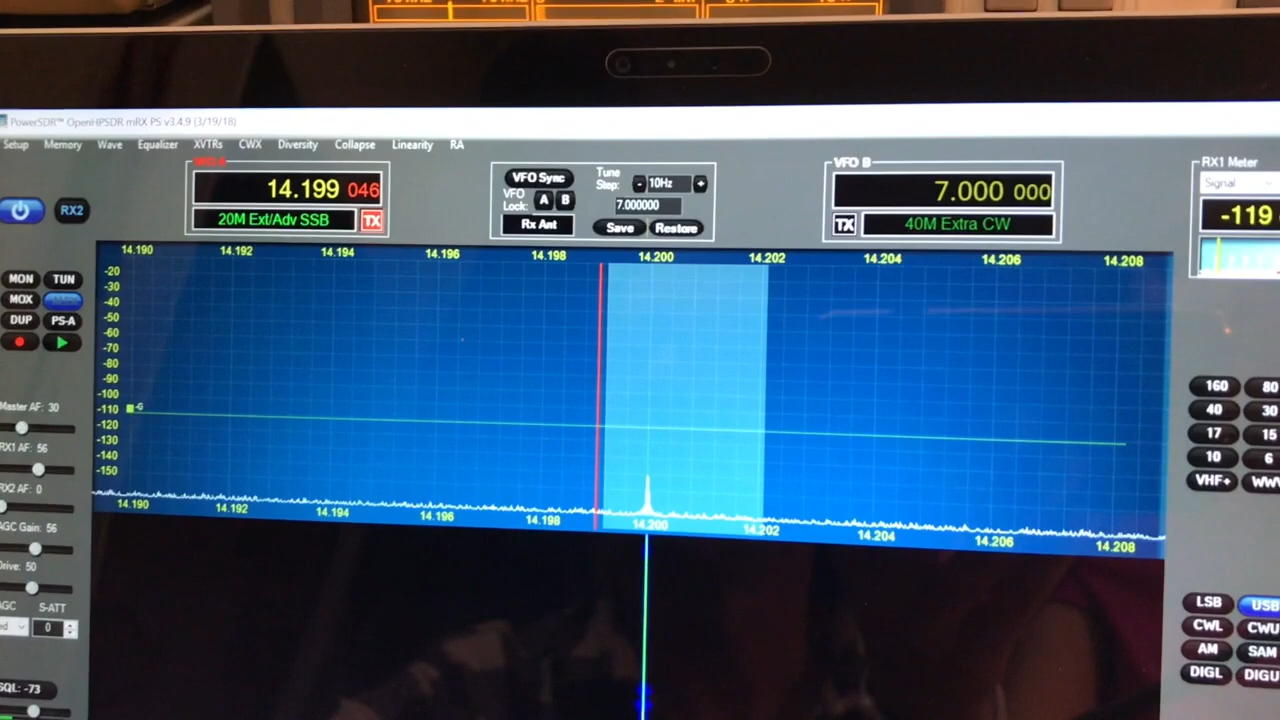 PowerSDR™ OpenHPSDR mRX PS v3.4.9 (3/19/18)
Setup Memory Wave Equalizer XVTRs CWX Diversity Collapse Linearity RA
VFO Sync
Tune Step: - 10Hz +
VFO Lock: A B
7.000000
Rx Ant Save Restore
14.199 046
20M Ext/Adv SSB TX
VFO B
7.000 000
TX 40M Extra CW
RX1 Meter
Signal
-119
RX2
14.190 14.192 14.194 14.196 14.198 14.200 14.202 14.204 14.206 14.208
MON TUN
MOX
DUP PS-A
-20
-30
-40
-50
-60
-70
-80
-90
-100
-110 -G
-120
-130
-140
-150
14.190 14.192 14.194 14.196 14.198 14.200 14.202 14.204 14.206 14.208
Master AF: 30
RX1 AF: 56
RX2 AF: 0
AGC Gain: 56
Drive: 50
AGC S-ATT
0
SQL: -73
160 80
40 30
17 15
10 6
VHF+ WWV
LSB USB
CWL CWU
AM SAM
DIGL DIGU